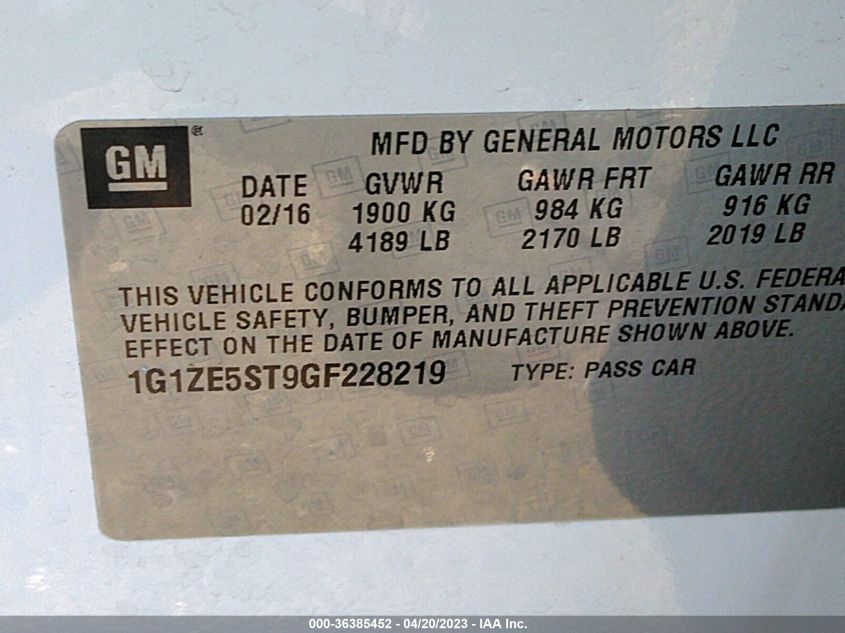 GM
MFD BY GENERAL MOTORS LLC
DATE GVWR GAWR FRT GAWR RR
02/16 1900 KG 984 KG 916 KG
4189 LB 2170 LB 2019 LB
THIS VEHICLE CONFORMS TO ALL APPLICABLE U.S. FEDERA
VEHICLE SAFETY, BUMPER, AND THEFT PREVENTION STANDA
EFFECT ON THE DATE OF MANUFACTURE SHOWN ABOVE.
1G1ZE5ST9GF228219 TYPE: PASS CAR
000-36385452 - 04/20/2023 - IAA Inc.